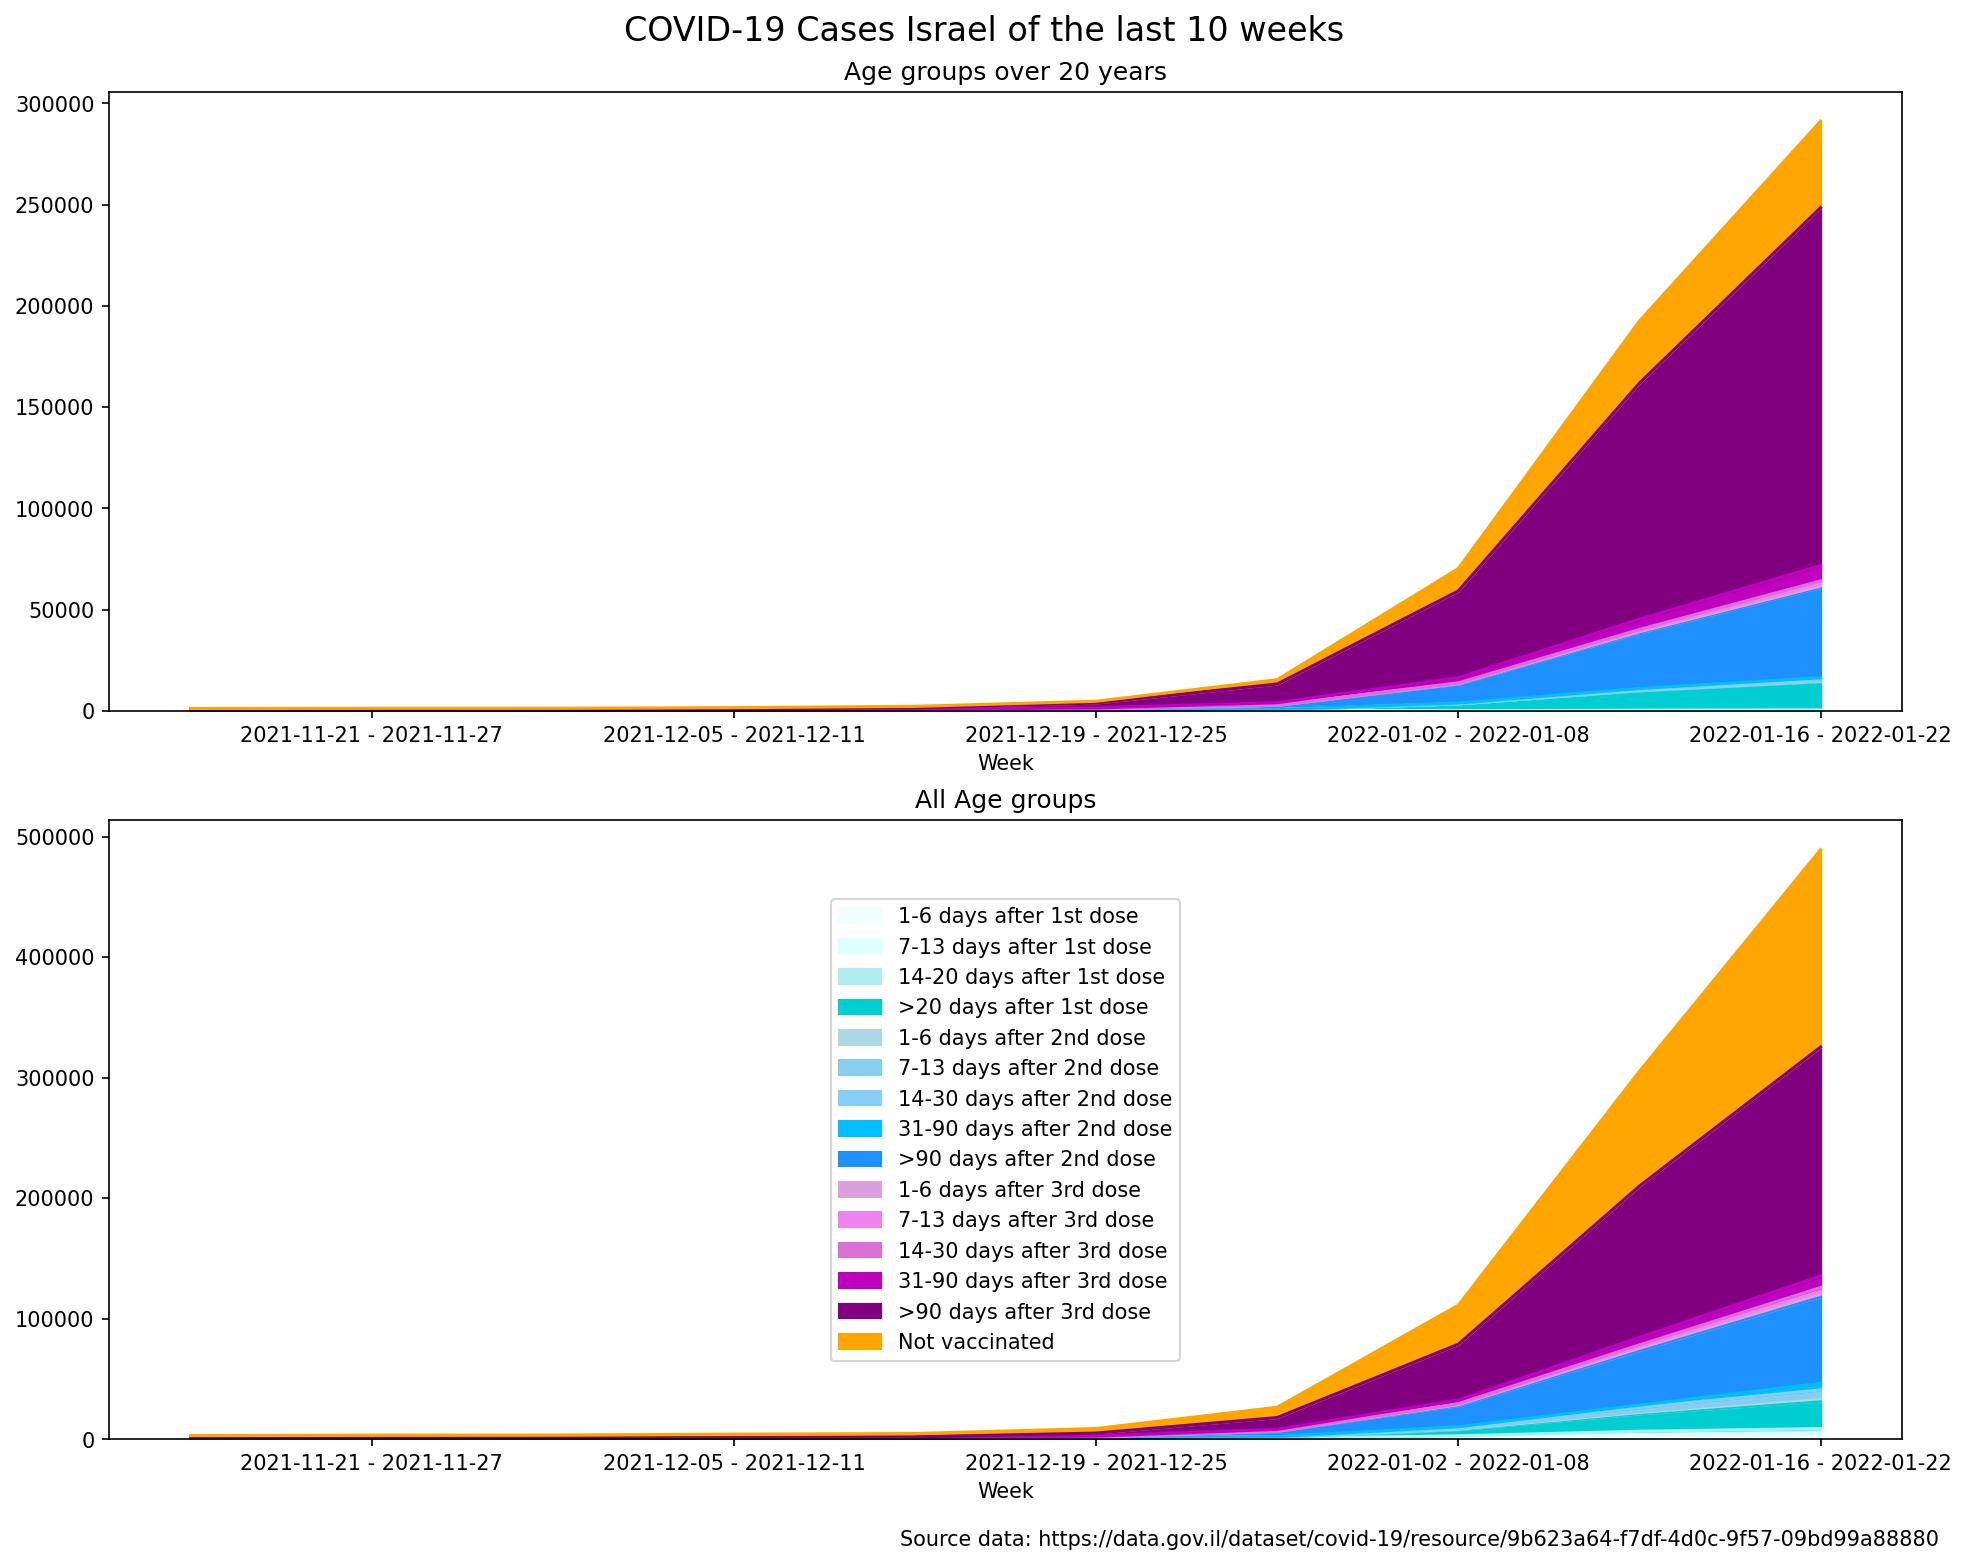 COVID-19 Cases Israel of the last 10 weeks
Age groups over 20 years
300000
250000
200000
150000
100000
50000
0
2021-11-21 - 2021-11-27
2021-12-05 - 2021-12-11
2021-12-19 - 2021-12-25
2022-01-02 - 2022-01-08
2022-01-16 - 2022-01-22
Week
All Age groups
500000
400000
300000
200000
100000
0
1-6 days after 1st dose
7-13 days after 1st dose
14-20 days after 1st dose
>20 days after 1st dose
1-6 days after 2nd dose
7-13 days after 2nd dose
14-30 days after 2nd dose
31-90 days after 2nd dose
>90 days after 2nd dose
1-6 days after 3rd dose
7-13 days after 3rd dose
14-30 days after 3rd dose
31-90 days after 3rd dose
>90 days after 3rd dose
Not vaccinated
2021-11-21 - 2021-11-27
2021-12-05 - 2021-12-11
2021-12-19 - 2021-12-25
2022-01-02 - 2022-01-08
2022-01-16 - 2022-01-22
Week
Source data: https://data.gov.il/dataset/covid-19/resource/9b623a64-f7df-4d0c-9f57-09bd99a88880